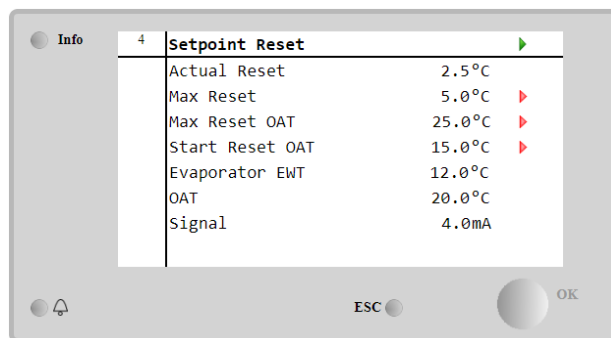 Info
4 Setpoint Reset
Actual Reset 2.5°C
Max Reset 5.0°C
Max Reset OAT 25.0°C
Start Reset OAT 15.0°C
Evaporator EWT 12.0°C
OAT 20.0°C
Signal 4.0mA
ESC
OK